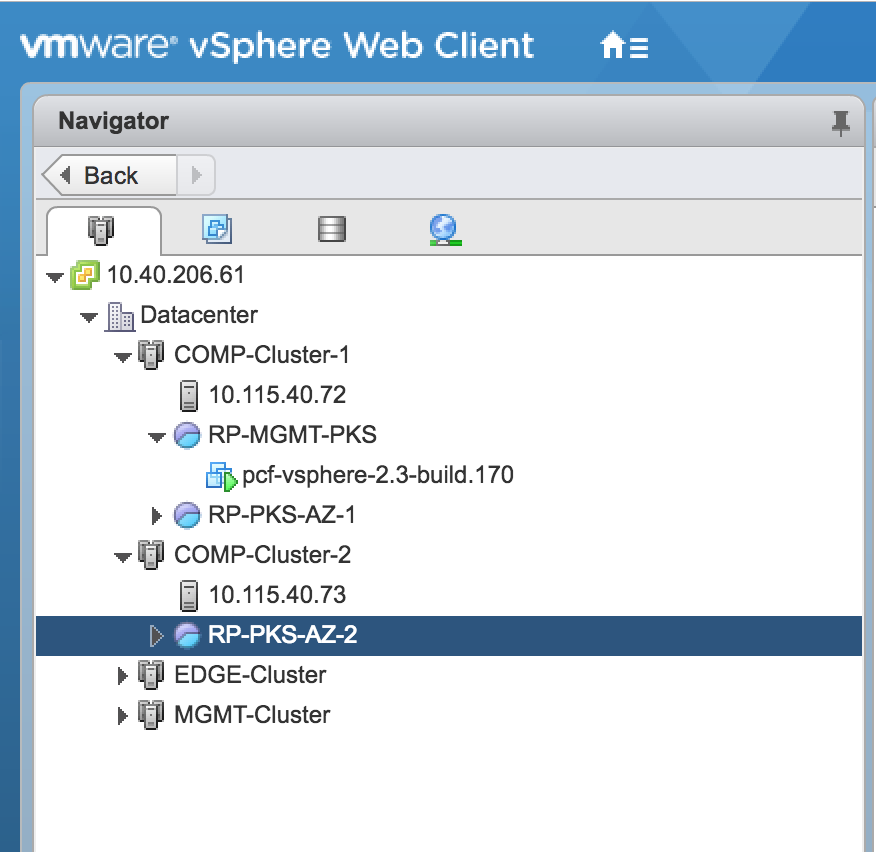 vmware® vSphere Web Client
Navigator
Back
10.40.206.61
Datacenter
COMP-Cluster-1
10.115.40.72
RP-MGMT-PKS
pcf-vsphere-2.3-build.170
RP-PKS-AZ-1
COMP-Cluster-2
10.115.40.73
RP-PKS-AZ-2
EDGE-Cluster
MGMT-Cluster